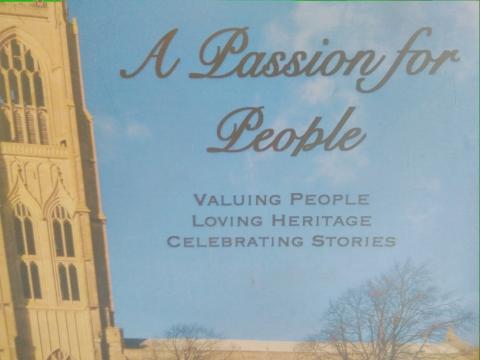 A Passion for
People
VALUING PEOPLE
LOVING HERITAGE
CELEBRATING STORIES